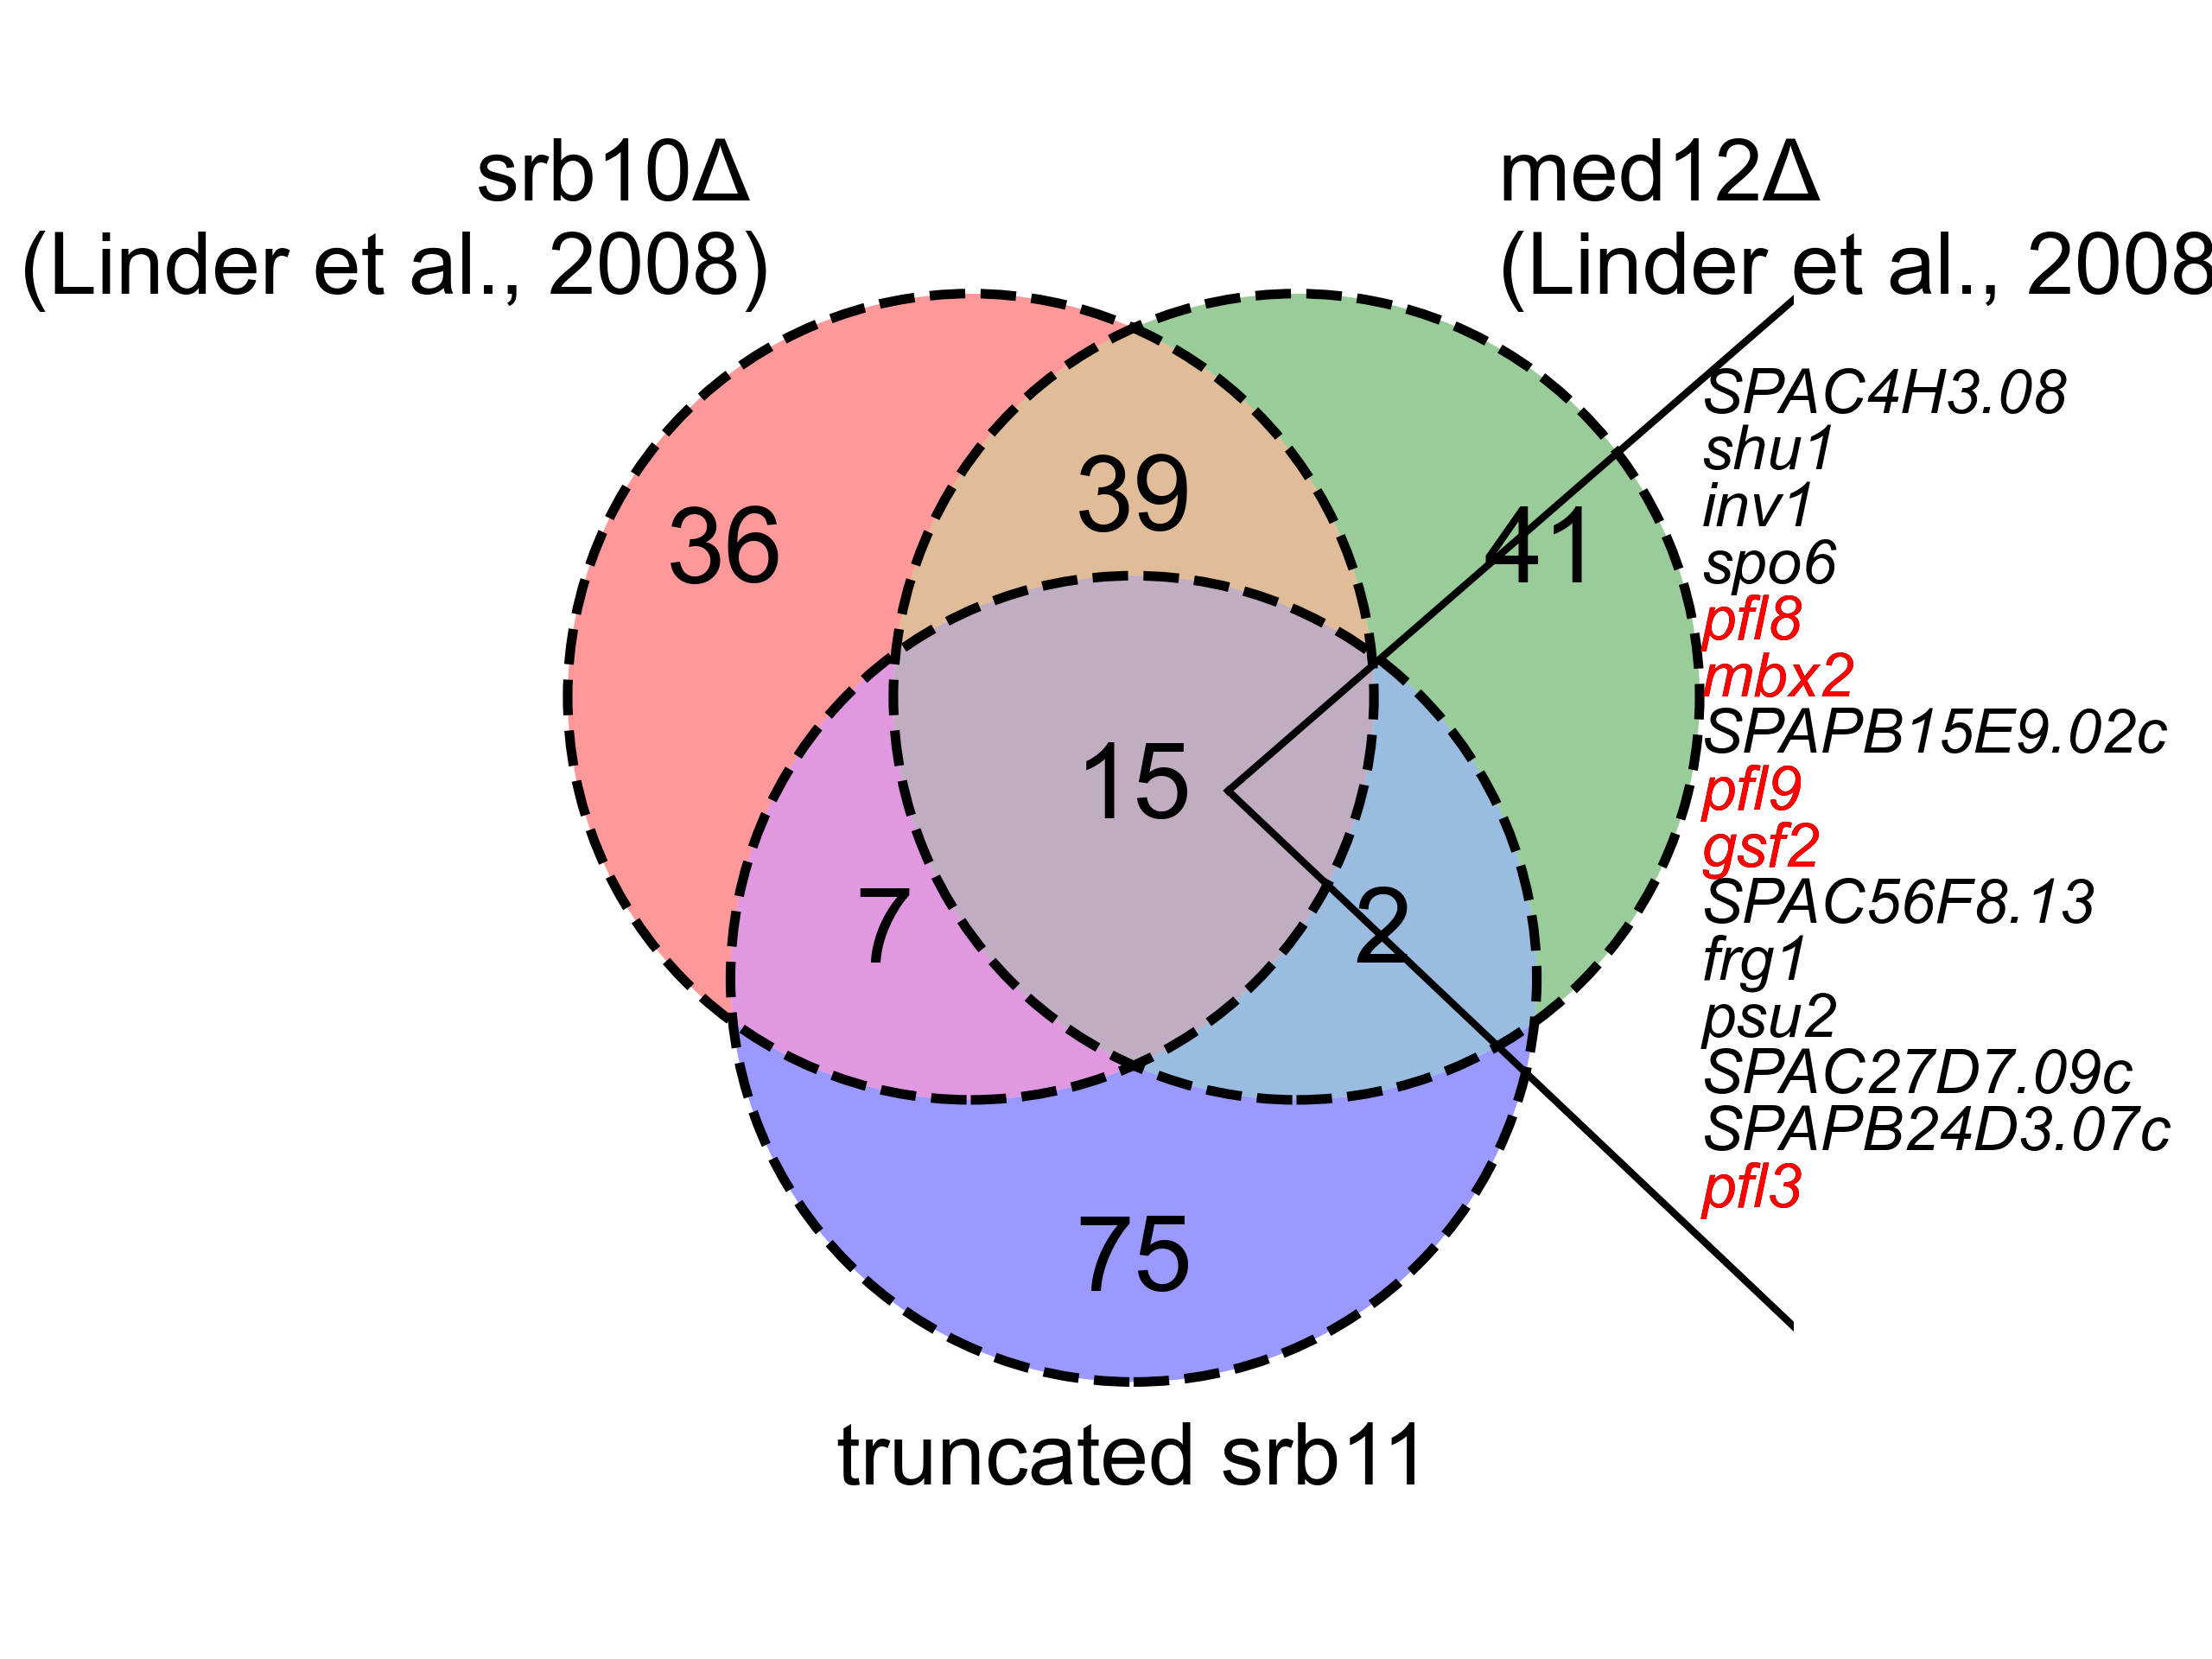 srb10Δ
(Linder et al., 2008)
med12Δ
(Linder et al., 2008
39
36
41
15
7
2
75
truncated srb11
SPAC4H3.08
shu1
inv1
spo6
pfl8
mbx2
SPAPB15E9.02c
pfl9
gsf2
SPAC56F8.13
frg1
psu2
SPAC27D7.09c
SPAPB24D3.07c
pfl3